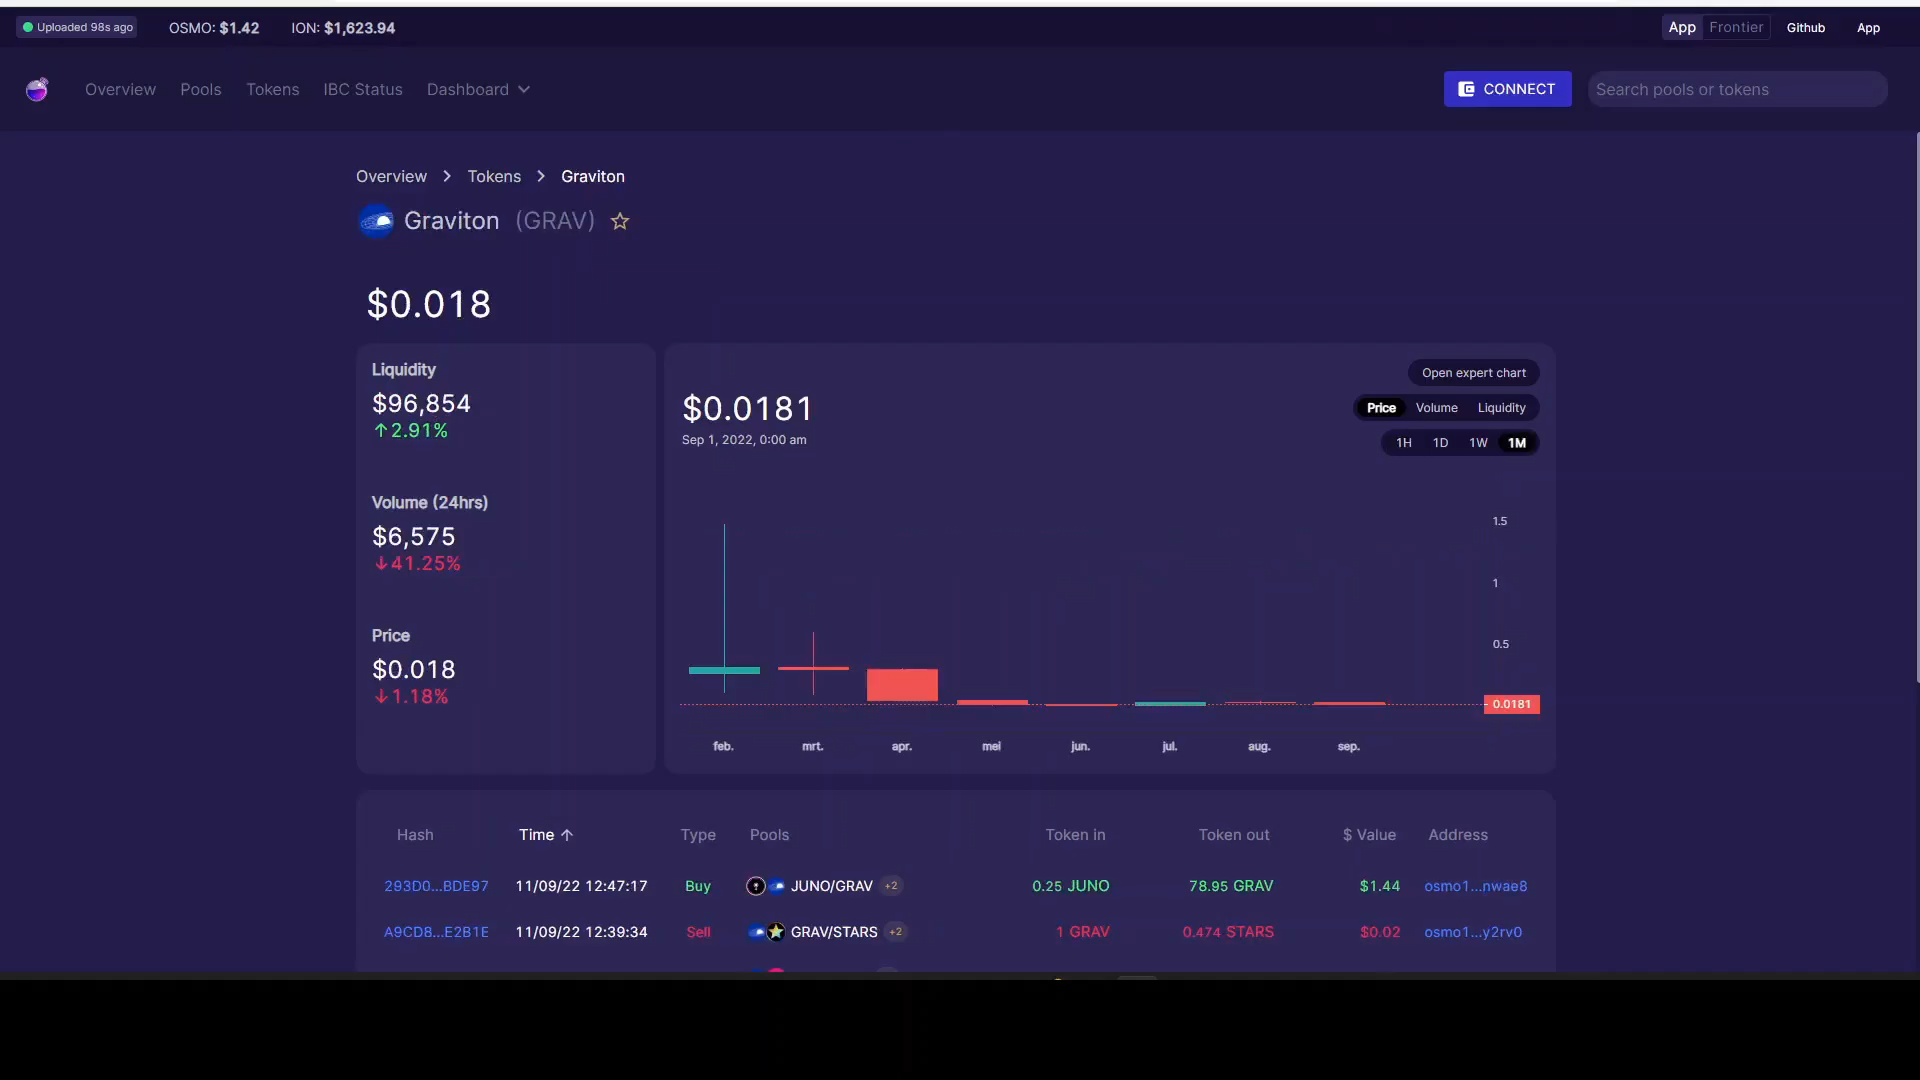 Uploaded 98s ago OSMO: $1.42 ION: $1,623.94 App Frontier Github App
Overview Pools Tokens IBC Status Dashboard CONNECT Search pools or tokens
Overview > Tokens > Graviton
Graviton (GRAV)
$0.018
Liquidity
$96,854
↑2.91%
Volume (24hrs)
$6,575
↓41.25%
Price
$0.018
↓1.18%
$0.0181
Sep 1, 2022, 0:00 am
Open expert chart
Price Volume Liquidity
1H 1D 1W 1M
1.5
1
0.5
0.0181
feb. mrt. apr. mei jun. jul. aug. sep.
Hash Time ↑ Type Pools Token in Token out $ Value Address
293D0...BDE97 11/09/22 12:47:17 Buy JUNO/GRAV +2 0.25 JUNO 78.95 GRAV $1.44 osmo1...nwae8
A9CD8...E2B1E 11/09/22 12:39:34 Sell GRAV/STARS +2 1 GRAV 0.474 STARS $0.02 osmo1...y2rv0